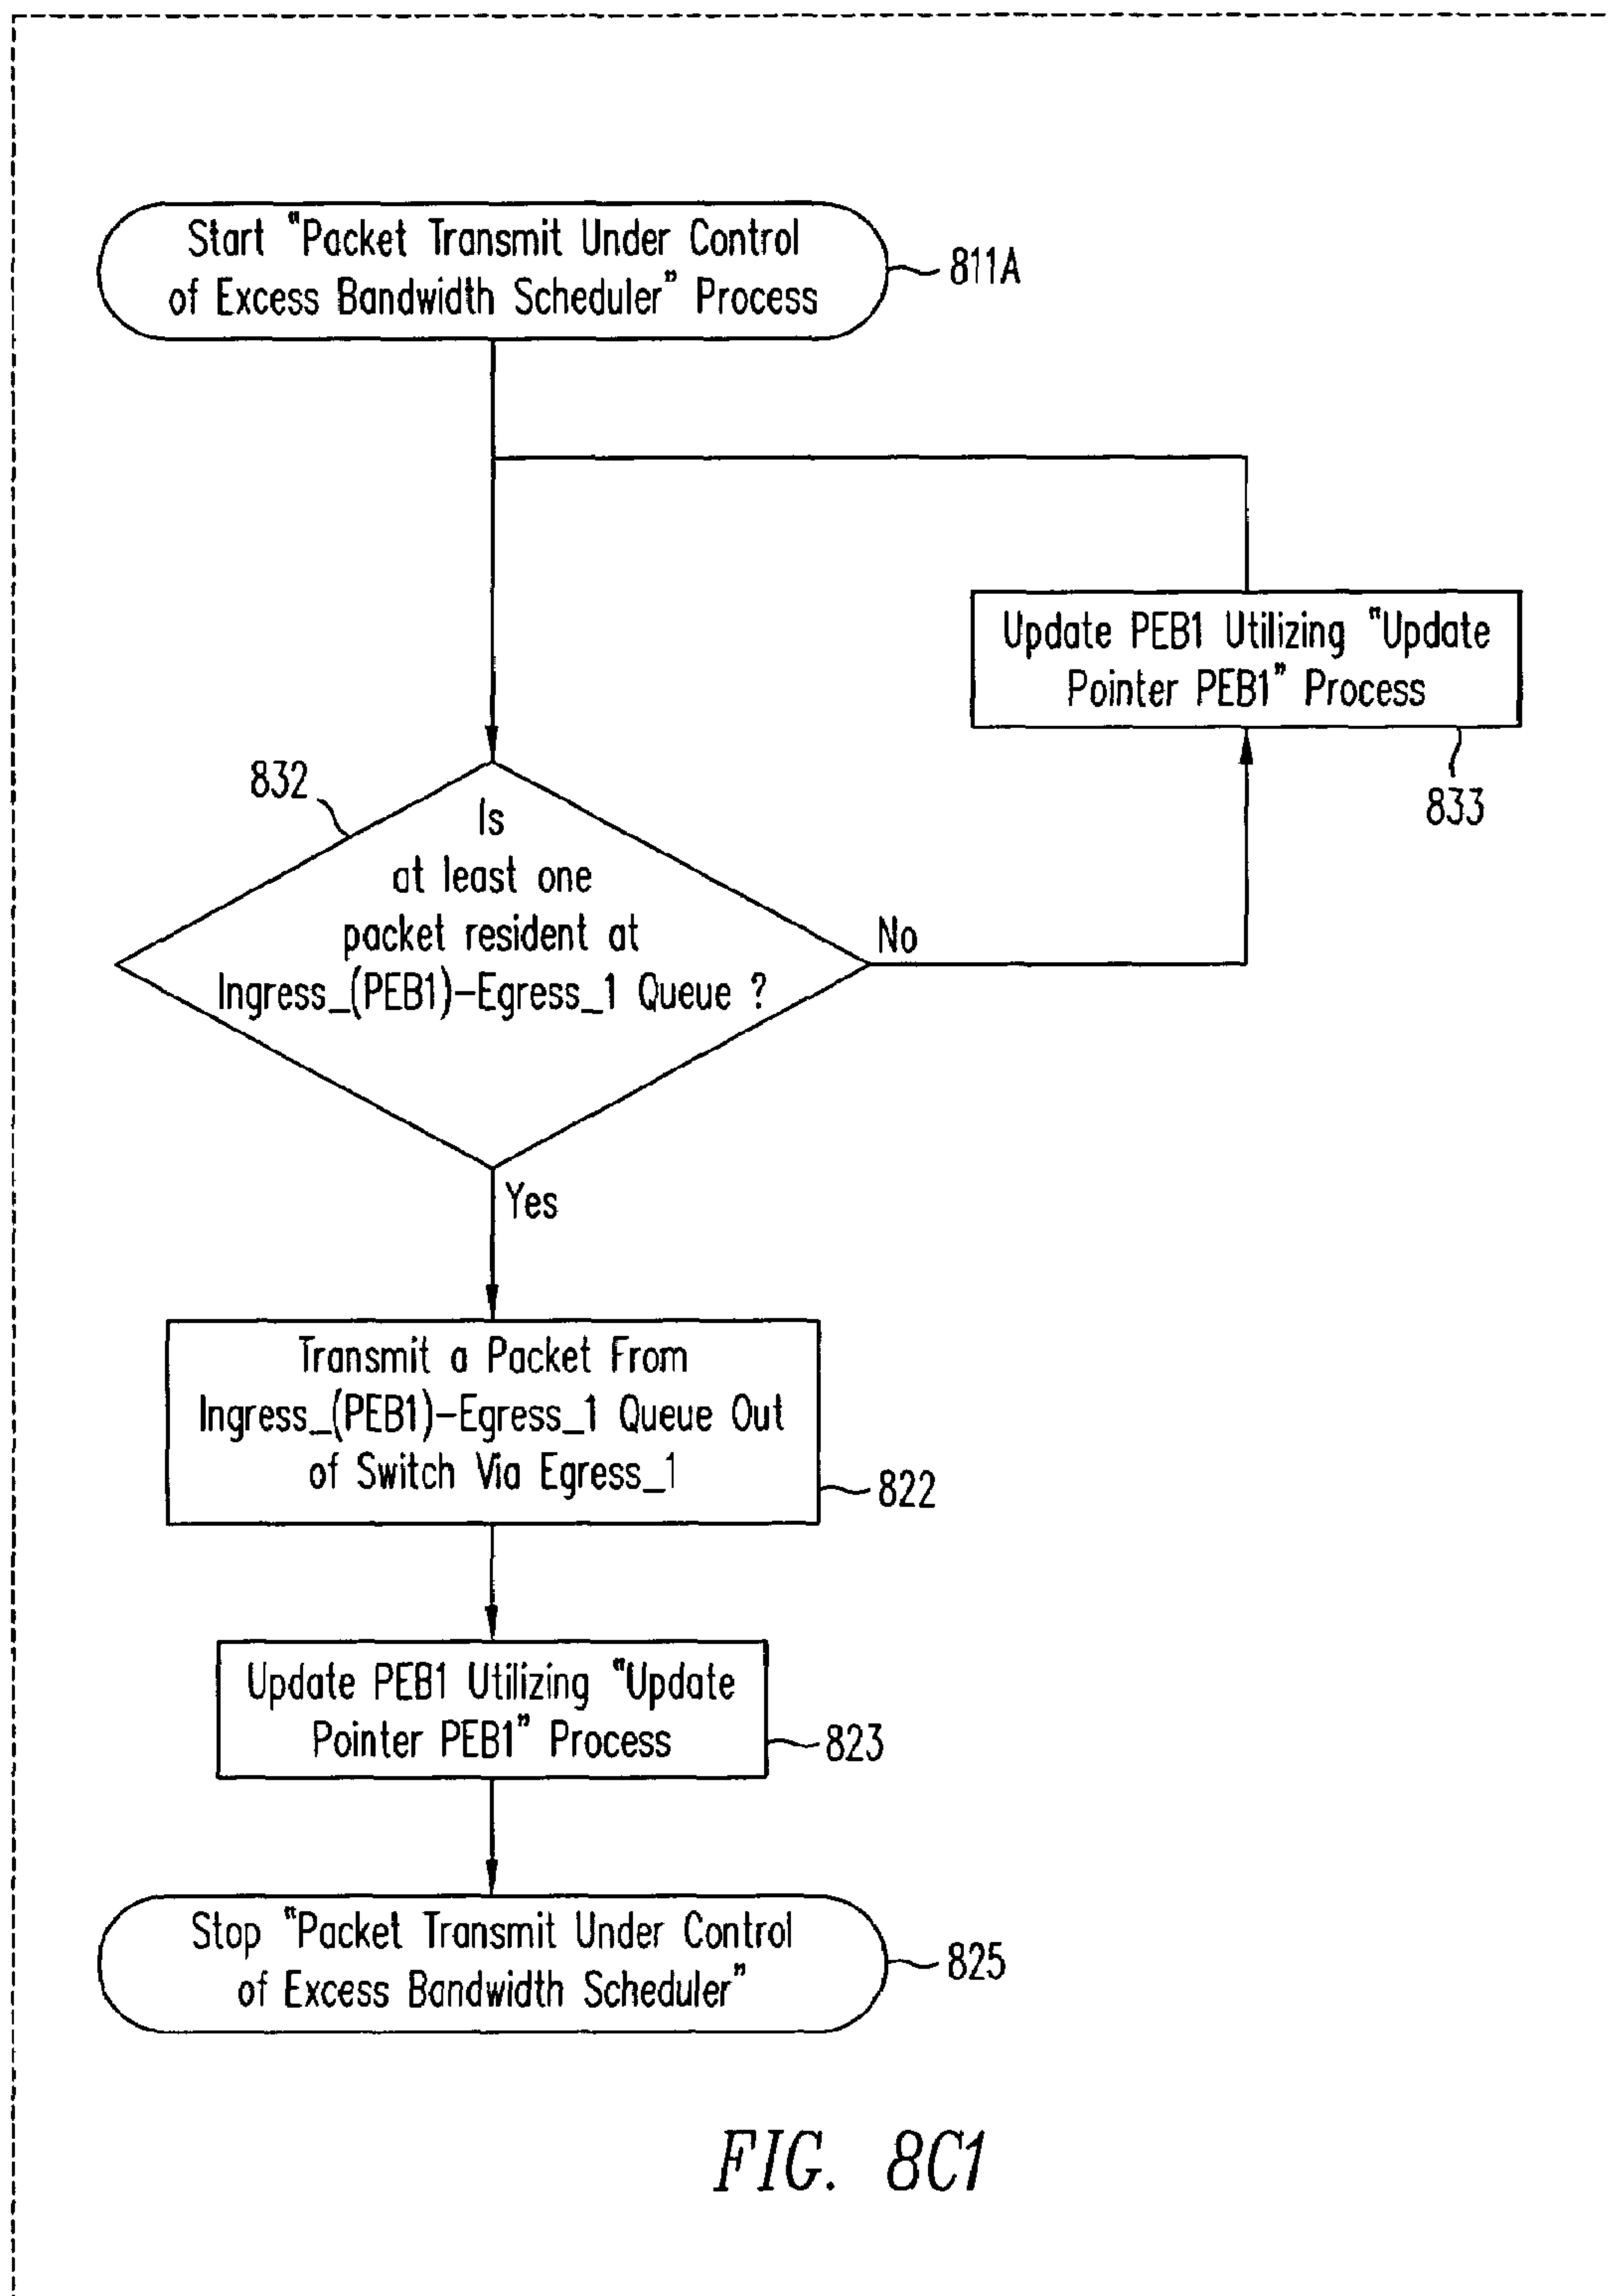 Start "Packet Transmit Under Control
of Excess Bandwidth Scheduler" Process
811A
Update PEB1 Utilizing "Update
Pointer PEB1" Process
833
832
Is
at least one
packet resident at
Ingress_(PEB1)-Egress_1 Queue ?
No
Yes
Transmit a Packet From
Ingress_(PEB1)-Egress_1 Queue Out
of Switch Via Egress_1
822
Update PEB1 Utilizing "Update
Pointer PEB1" Process
823
Stop "Packet Transmit Under Control
of Excess Bandwidth Scheduler"
825
FIG. 8C1